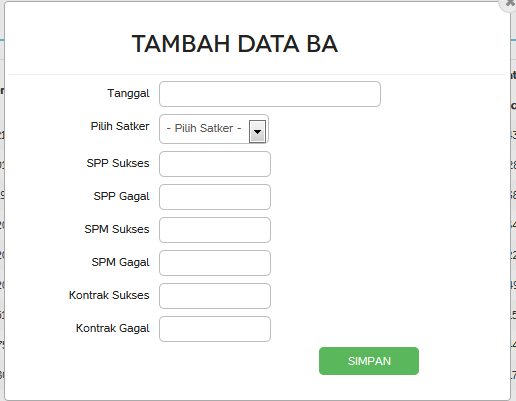 TAMBAH DATA BA
Tanggal
Pilih Satker - Pilih Satker -
SPP Sukses
SPP Gagal
SPM Sukses
SPM Gagal
Kontrak Sukses
Kontrak Gagal
SIMPAN